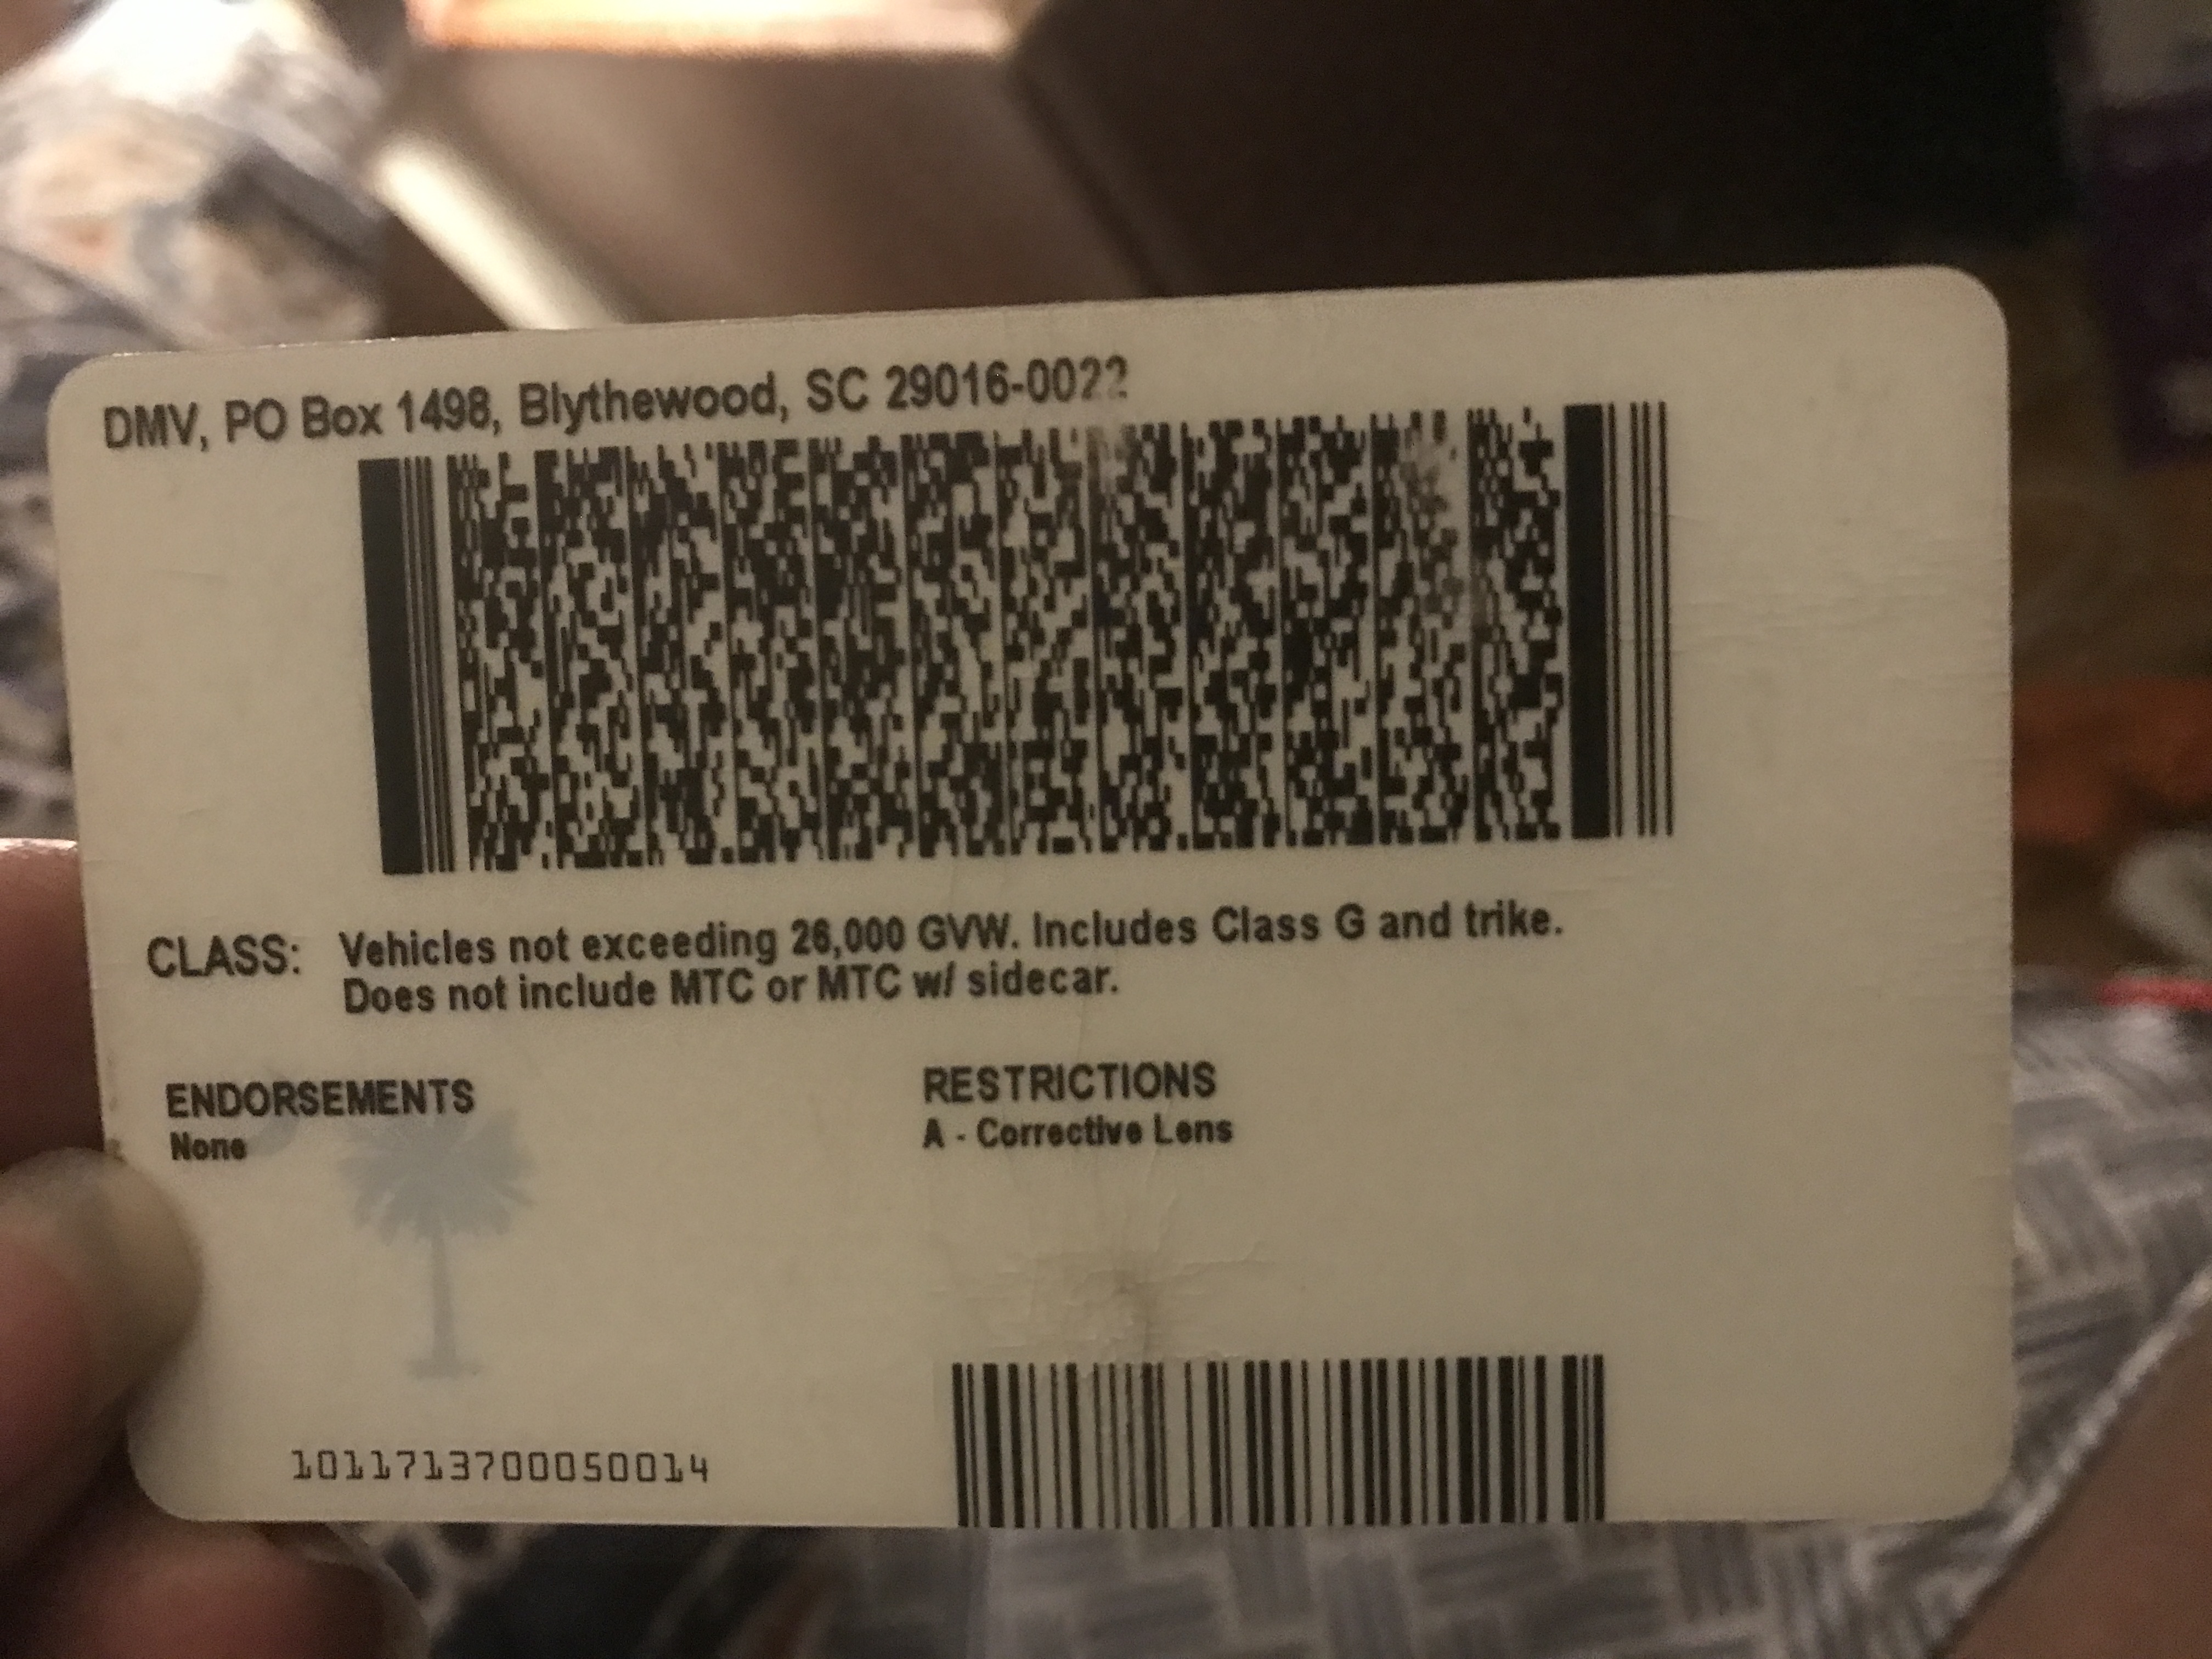 DMV, PO Box 1498, Blythewood, SC 29016-0022
CLASS: Vehicles not exceeding 26,000 GVW. Includes Class G and trike.
Does not include MTC or MTC w/ sidecar.
ENDORSEMENTS
None
RESTRICTIONS
A - Corrective Lens
1011713700050014